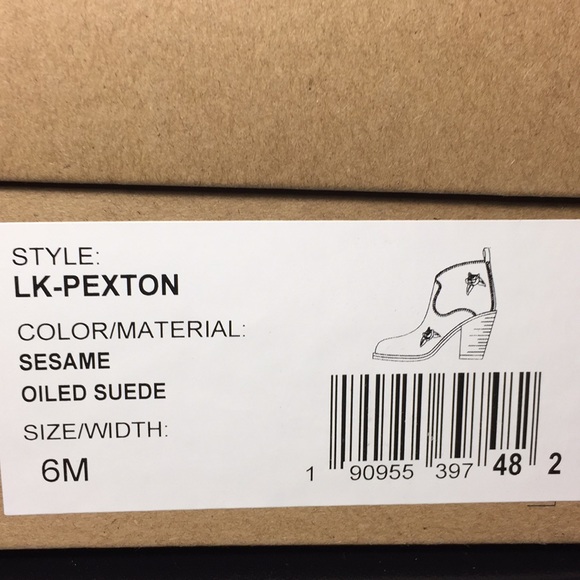 STYLE:
LK-PEXTON
COLOR/MATERIAL:
SESAME
OILED SUEDE
SIZE/WIDTH:
6M
1 90955 397 48 2